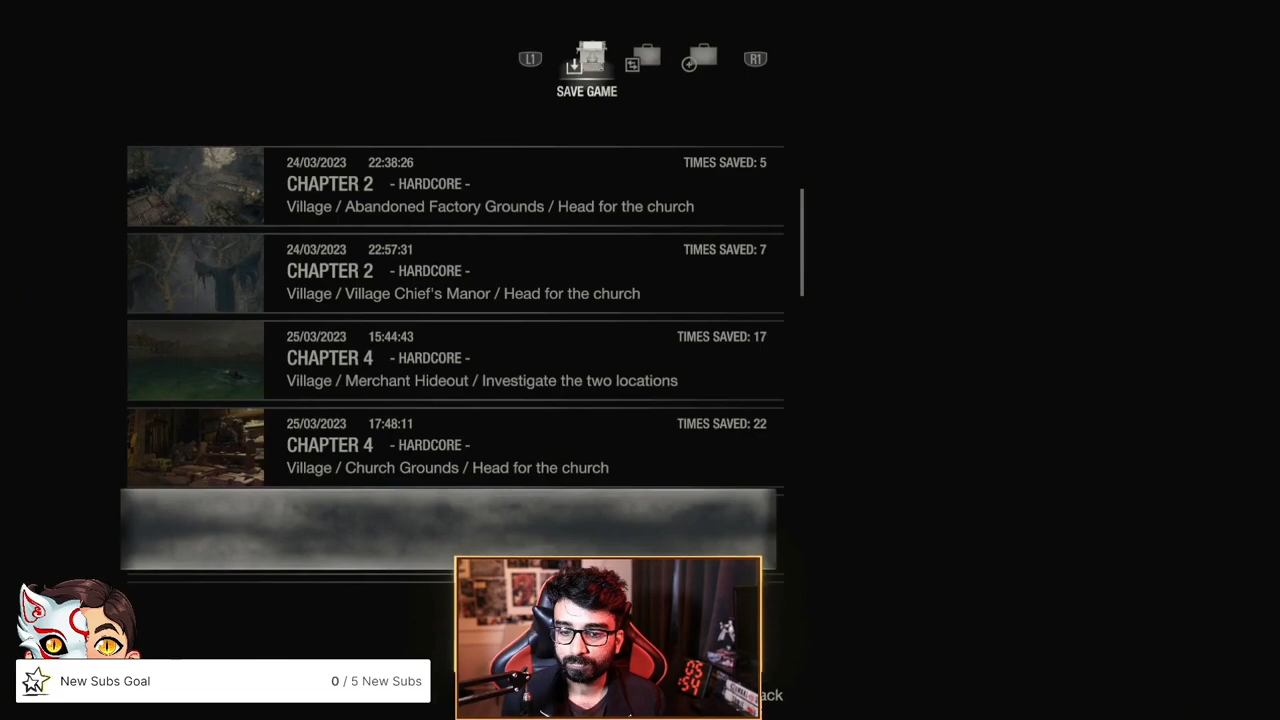 L1
R1
SAVE GAME
24/03/2023 22:38:26 TIMES SAVED: 5
CHAPTER 2 - HARDCORE -
Village / Abandoned Factory Grounds / Head for the church
24/03/2023 22:57:31 TIMES SAVED: 7
CHAPTER 2 - HARDCORE -
Village / Village Chief's Manor / Head for the church
25/03/2023 15:44:43 TIMES SAVED: 17
CHAPTER 4 - HARDCORE -
Village / Merchant Hideout / Investigate the two locations
25/03/2023 17:48:11 TIMES SAVED: 22
CHAPTER 4 - HARDCORE -
Village / Church Grounds / Head for the church
New Subs Goal 0 / 5 New Subs
05
54
ack